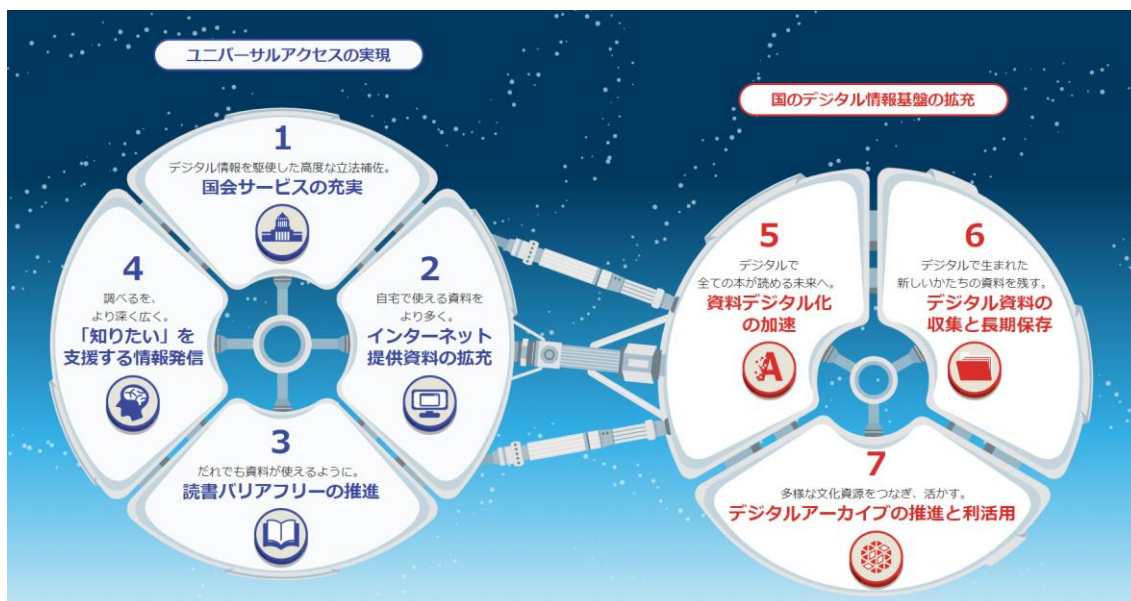 ユニバーサルアクセスの実現
1
デジタル情報を駆使した高度な立法補佐。
国会サービスの充実
2
自宅で使える資料を
より多く。
インターネット
提供資料の拡充
3
だれでも資料が使えるように。
読書バリアフリーの推進
4
調べるを、
より深く広く。
「知りたい」を
支援する情報発信
国のデジタル情報基盤の拡充
5
デジタルで
全ての本が読める未来へ。
資料デジタル化
の加速
A
6
デジタルで生まれた
新しいかたちの資料を残す。
デジタル資料の
収集と長期保存
7
多様な文化資源をつなぎ、活かす。
デジタルアーカイブの推進と利活用